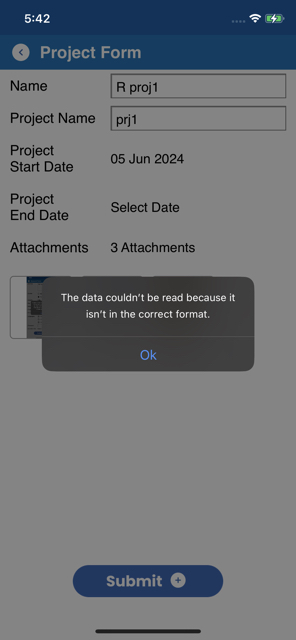 5:42
Project Form
Name
R proj1
Project Name
prj1
Project
Start Date
05 Jun 2024
Project
End Date
Select Date
Attachments
3 Attachments
The data couldn't be read because it
isn't in the correct format.
Ok
Submit